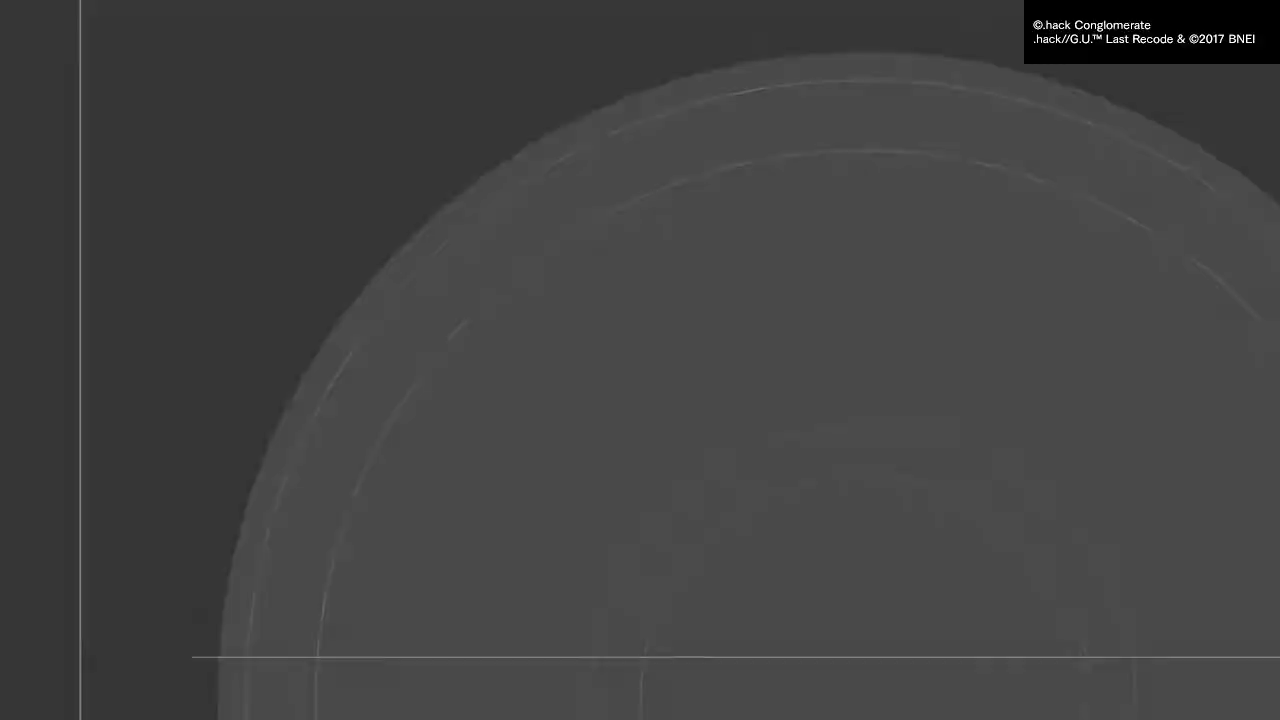 ©.hack Conglomerate
.hack//G.U.™ Last Recode & ©2017 BNEI